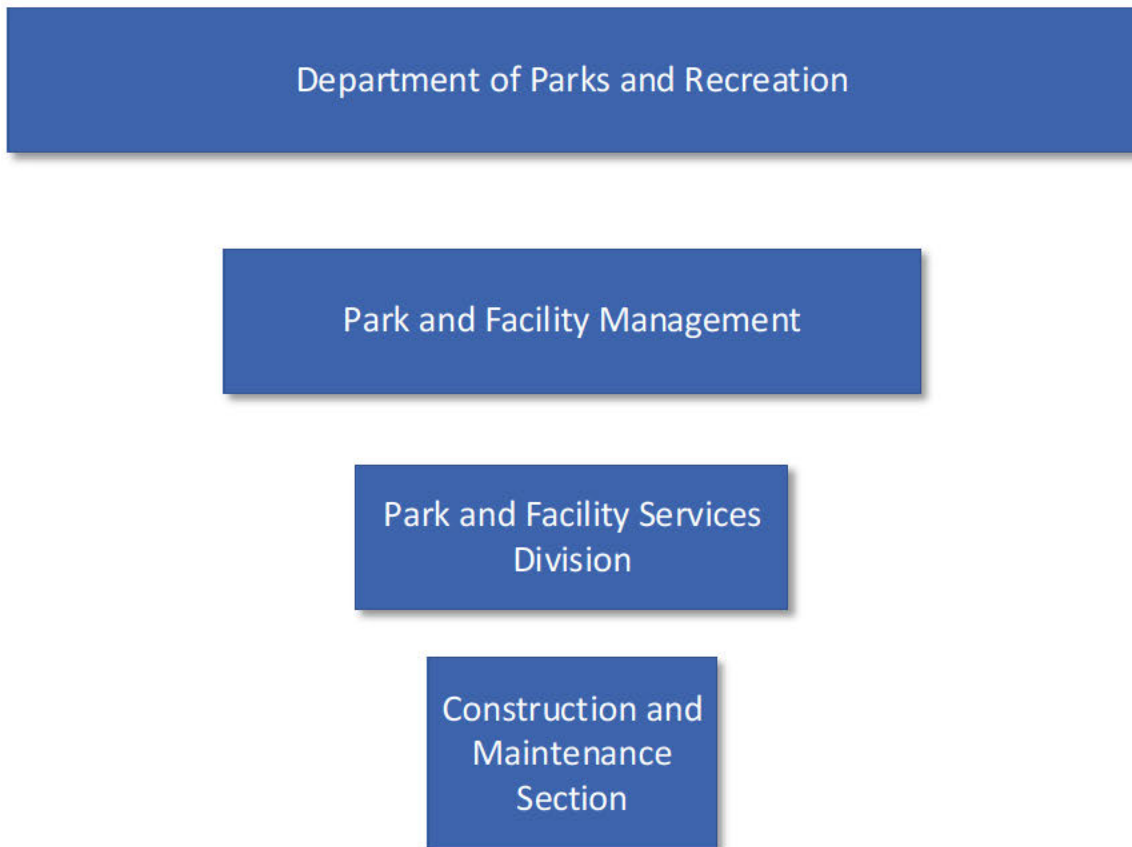 Department of Parks and Recreation
Park and Facility Management
Park and Facility Services
Division
Construction and
Maintenance
Section